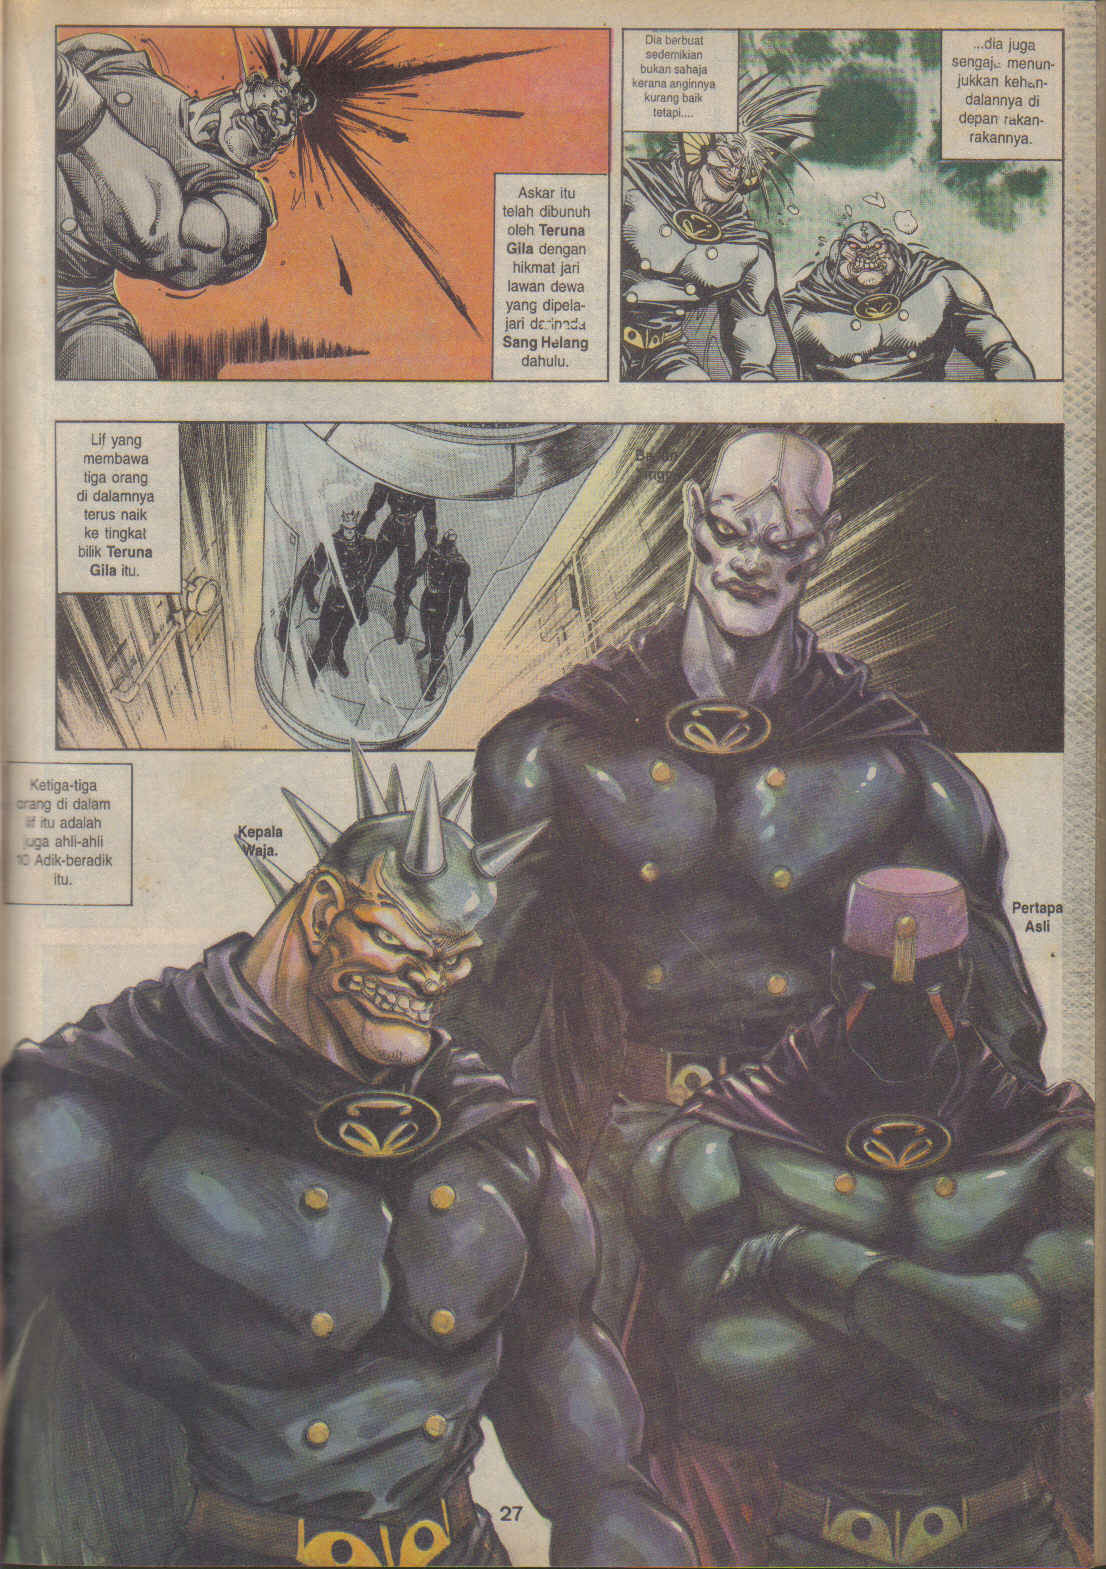 Askar itu
telah dibunuh
oleh Teruna
Gila dengan
hikmat jari
lawan dewa
yang dipela-
jari daripada
Sang Helang
dahulu.
Dia berbuat
sedemikian
bukan sahaja
kerana anginnya
kurang baik
tetapi....
...dia juga
sengaja menun-
jukkan kehan-
dalannya di
depan rakan-
rakannya.
Lif yang
membawa
tiga orang
di dalamnya
terus naik
ke tingkat
bilik Teruna
Gila itu.
Ketiga-tiga
orang di dalam
lif itu adalah
juga ahli-ahli
10 Adik-beradik
itu.
Kepala
Waja.
Pertapa
Asli
27